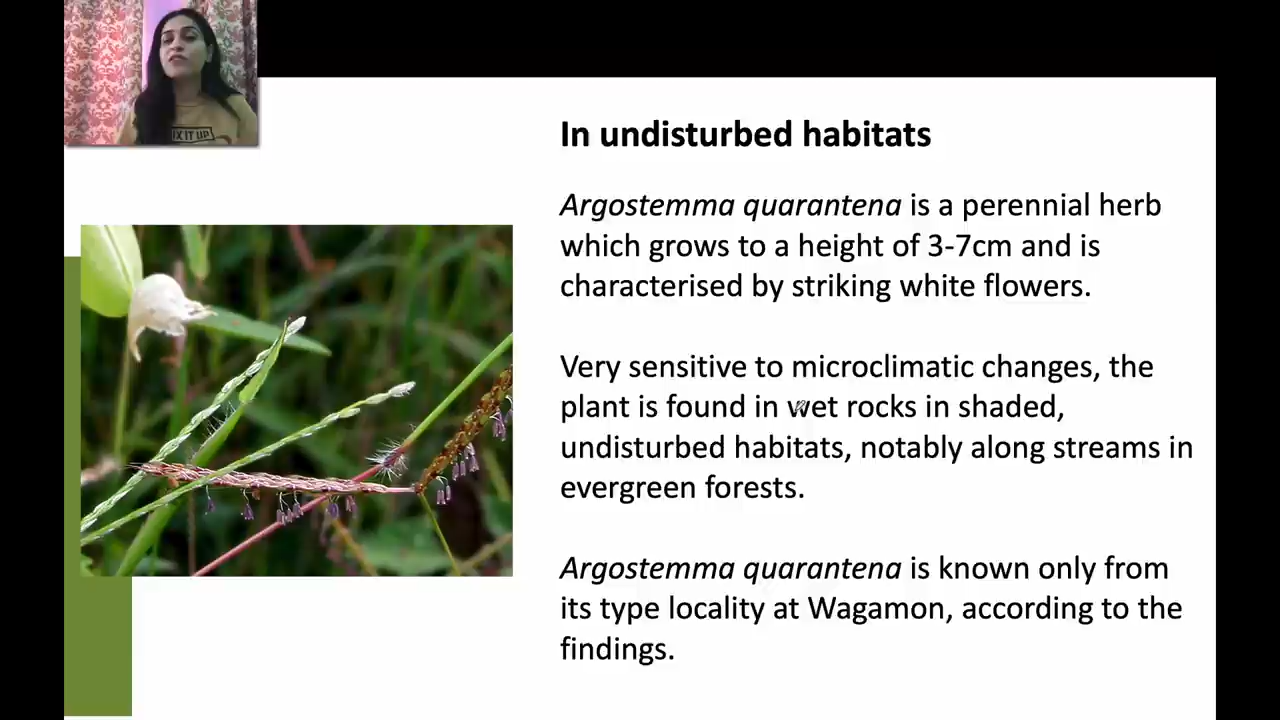 IX IT UP
In undisturbed habitats
Argostemma quarantena is a perennial herb
which grows to a height of 3-7cm and is
characterised by striking white flowers.
Very sensitive to microclimatic changes, the
plant is found in wet rocks in shaded,
undisturbed habitats, notably along streams in
evergreen forests.
Argostemma quarantena is known only from
its type locality at Wagamon, according to the
findings.